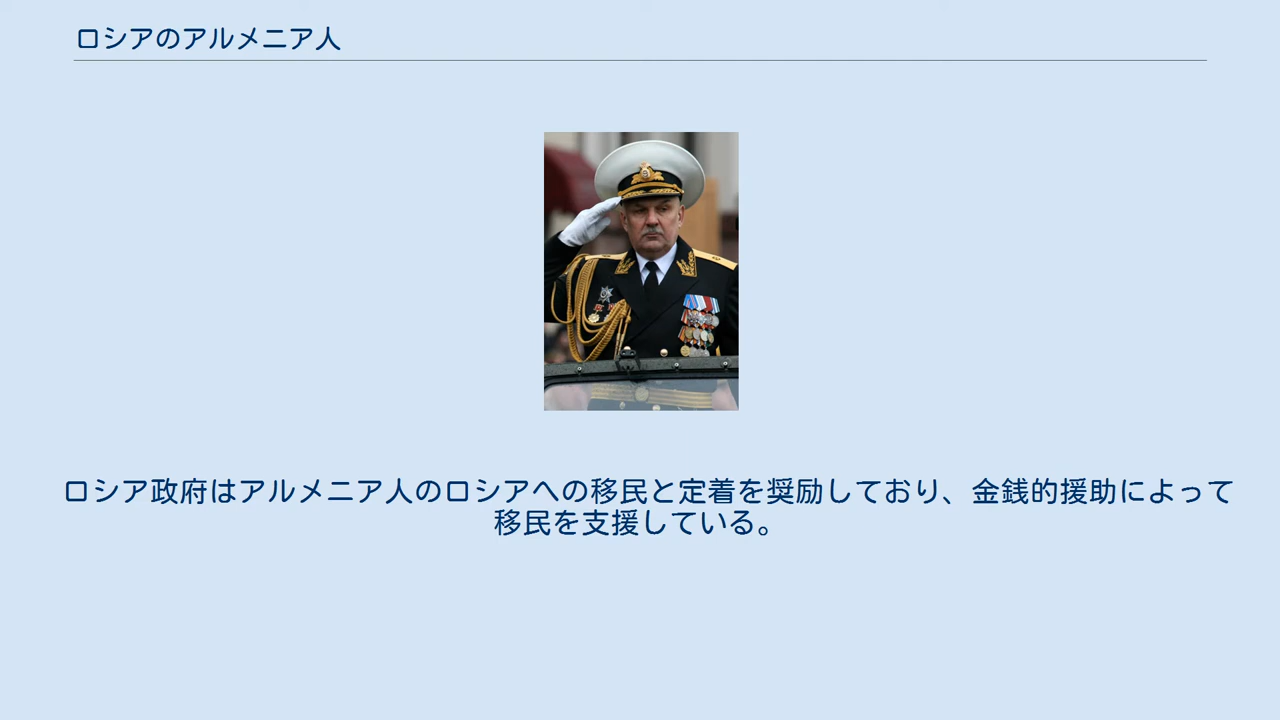 ロシアのアルメニア人
ロシア政府はアルメニア人のロシアへの移民と定着を奨励しており、金銭的援助によって
移民を支援している。